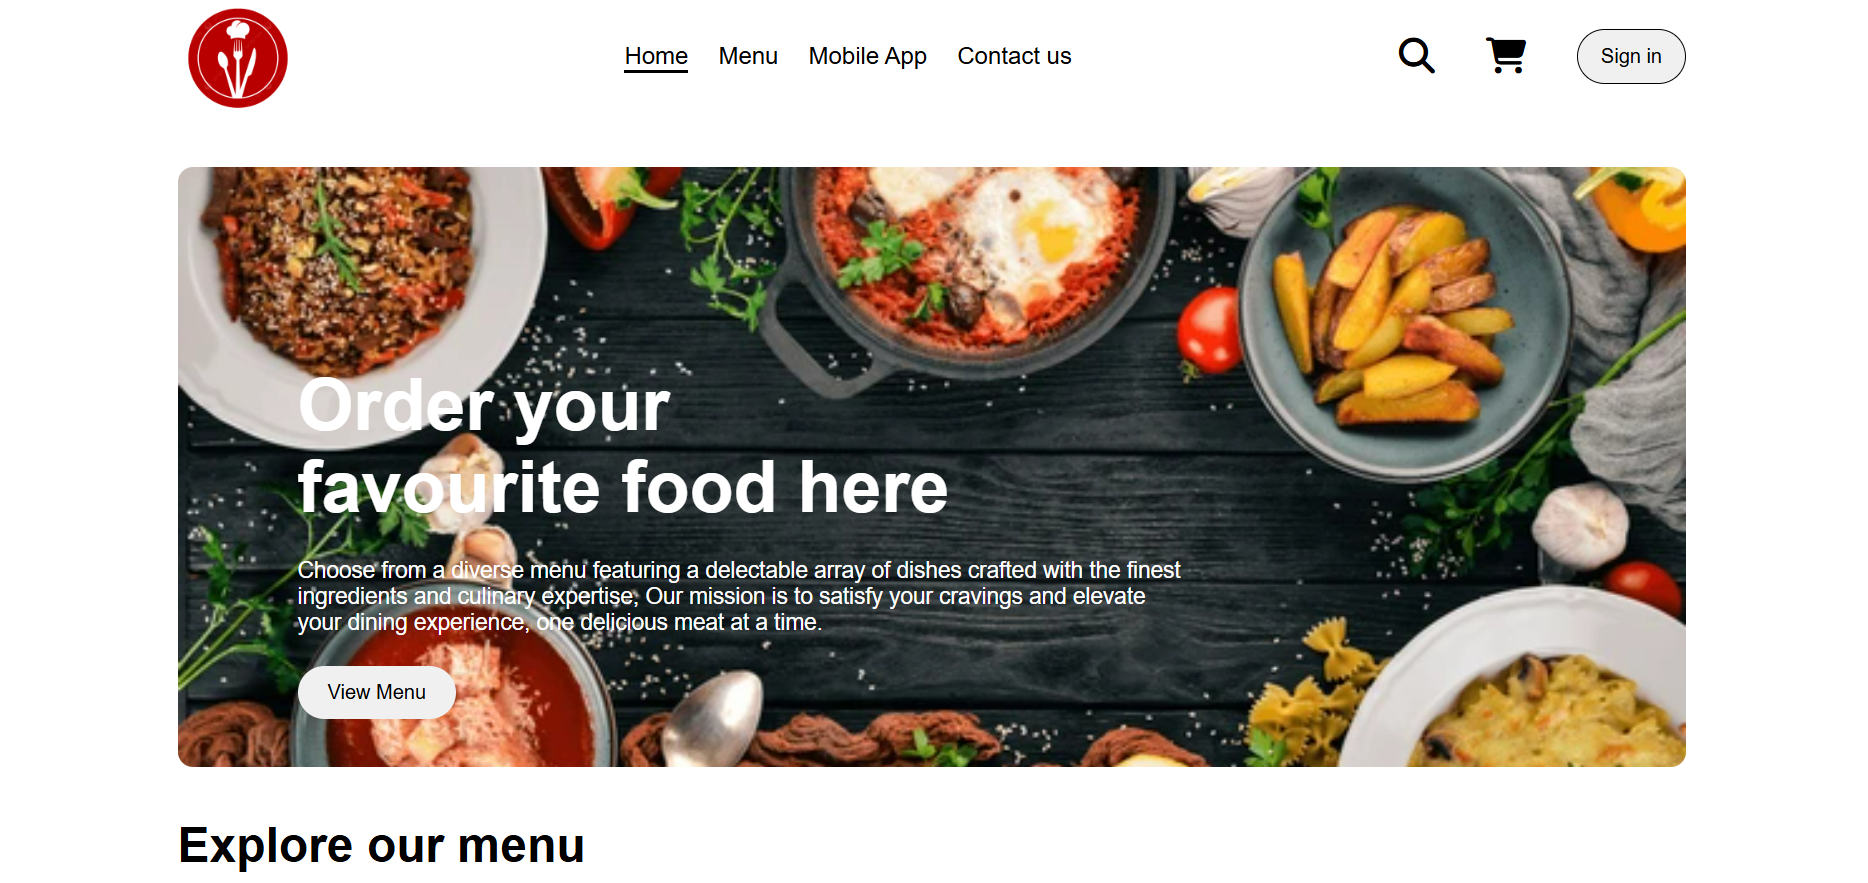 Home Menu Mobile App Contact us Sign in
Order your
favourite food here
Choose from a diverse menu featuring a delectable array of dishes crafted with the finest
ingredients and culinary expertise, Our mission is to satisfy your cravings and elevate
your dining experience, one delicious meat at a time.
View Menu
Explore our menu